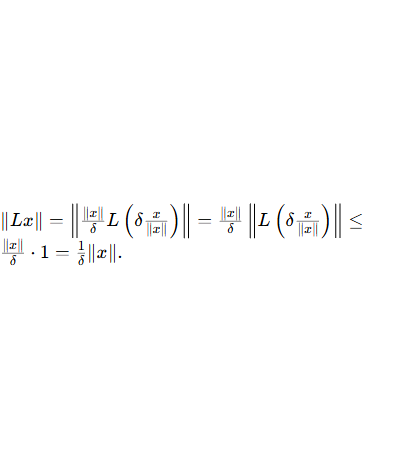 ‖Lx‖ = ‖ ‖x‖/δ L(δ x/‖x‖) ‖ = ‖x‖/δ ‖ L(δ x/‖x‖) ‖ ≤
‖x‖/δ · 1 = 1/δ ‖x‖.